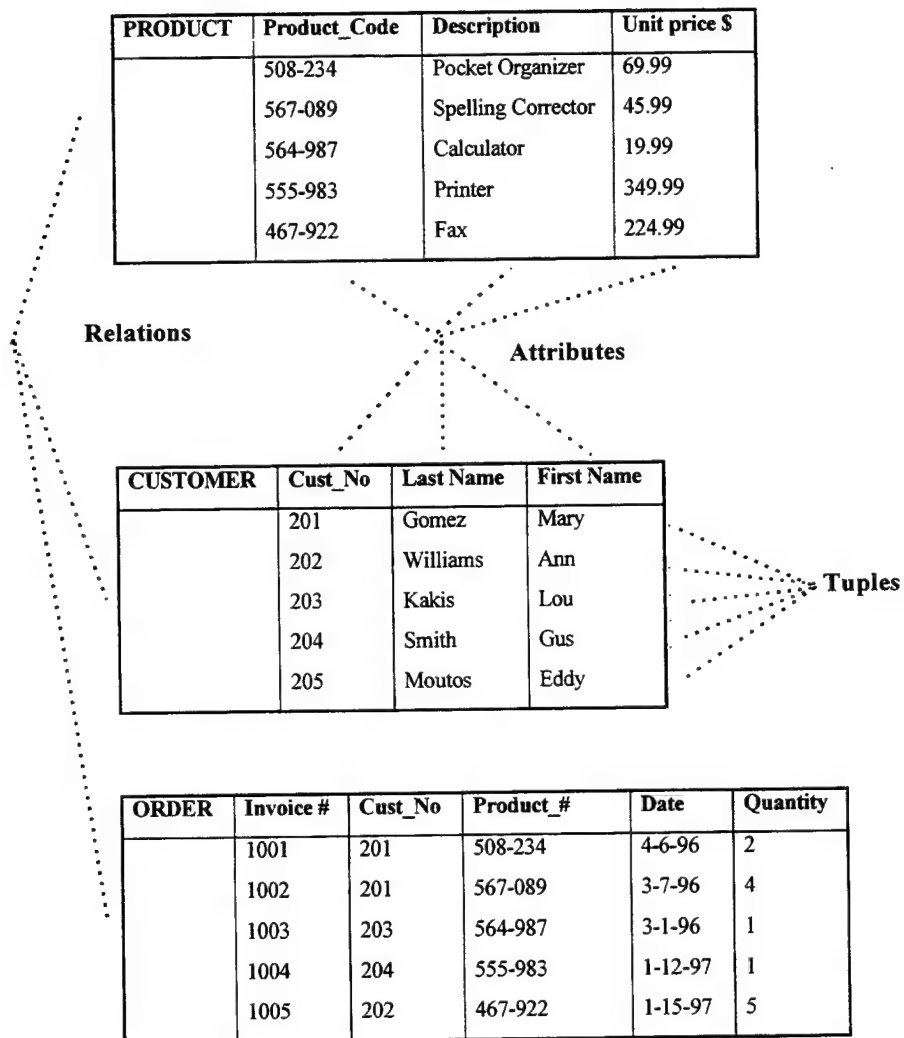 PRODUCT Product_Code Description Unit price $
508-234 Pocket Organizer 69.99
567-089 Spelling Corrector 45.99
564-987 Calculator 19.99
555-983 Printer 349.99
467-922 Fax 224.99
Relations
Attributes
CUSTOMER Cust_No Last Name First Name
201 Gomez Mary
202 Williams Ann
203 Kakis Lou
204 Smith Gus
205 Moutos Eddy
Tuples
ORDER Invoice # Cust_No Product_# Date Quantity
1001 201 508-234 4-6-96 2
1002 201 567-089 3-7-96 4
1003 203 564-987 3-1-96 1
1004 204 555-983 1-12-97 1
1005 202 467-922 1-15-97 5